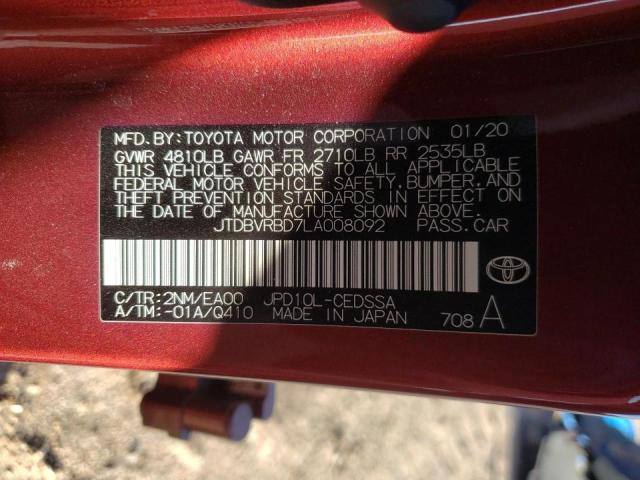 MFD.BY:TOYOTA MOTOR CORPORATION 01/20
GVWR 4810LB GAWR FR 2710LB RR 2535LB
THIS VEHICLE CONFORMS TO ALL APPLICABLE
FEDERAL MOTOR VEHICLE SAFETY,BUMPER,AND
THEFT PREVENTION STANDARDS IN EFFECT ON
THE DATE OF MANUFACTURE SHOWN ABOVE.
JTDBVRBD7LA008092 PASS.CAR
C/TR:2NM/EA00 JPD10L-CEDSSA
A/TM:-01A/Q410 MADE IN JAPAN 708 A